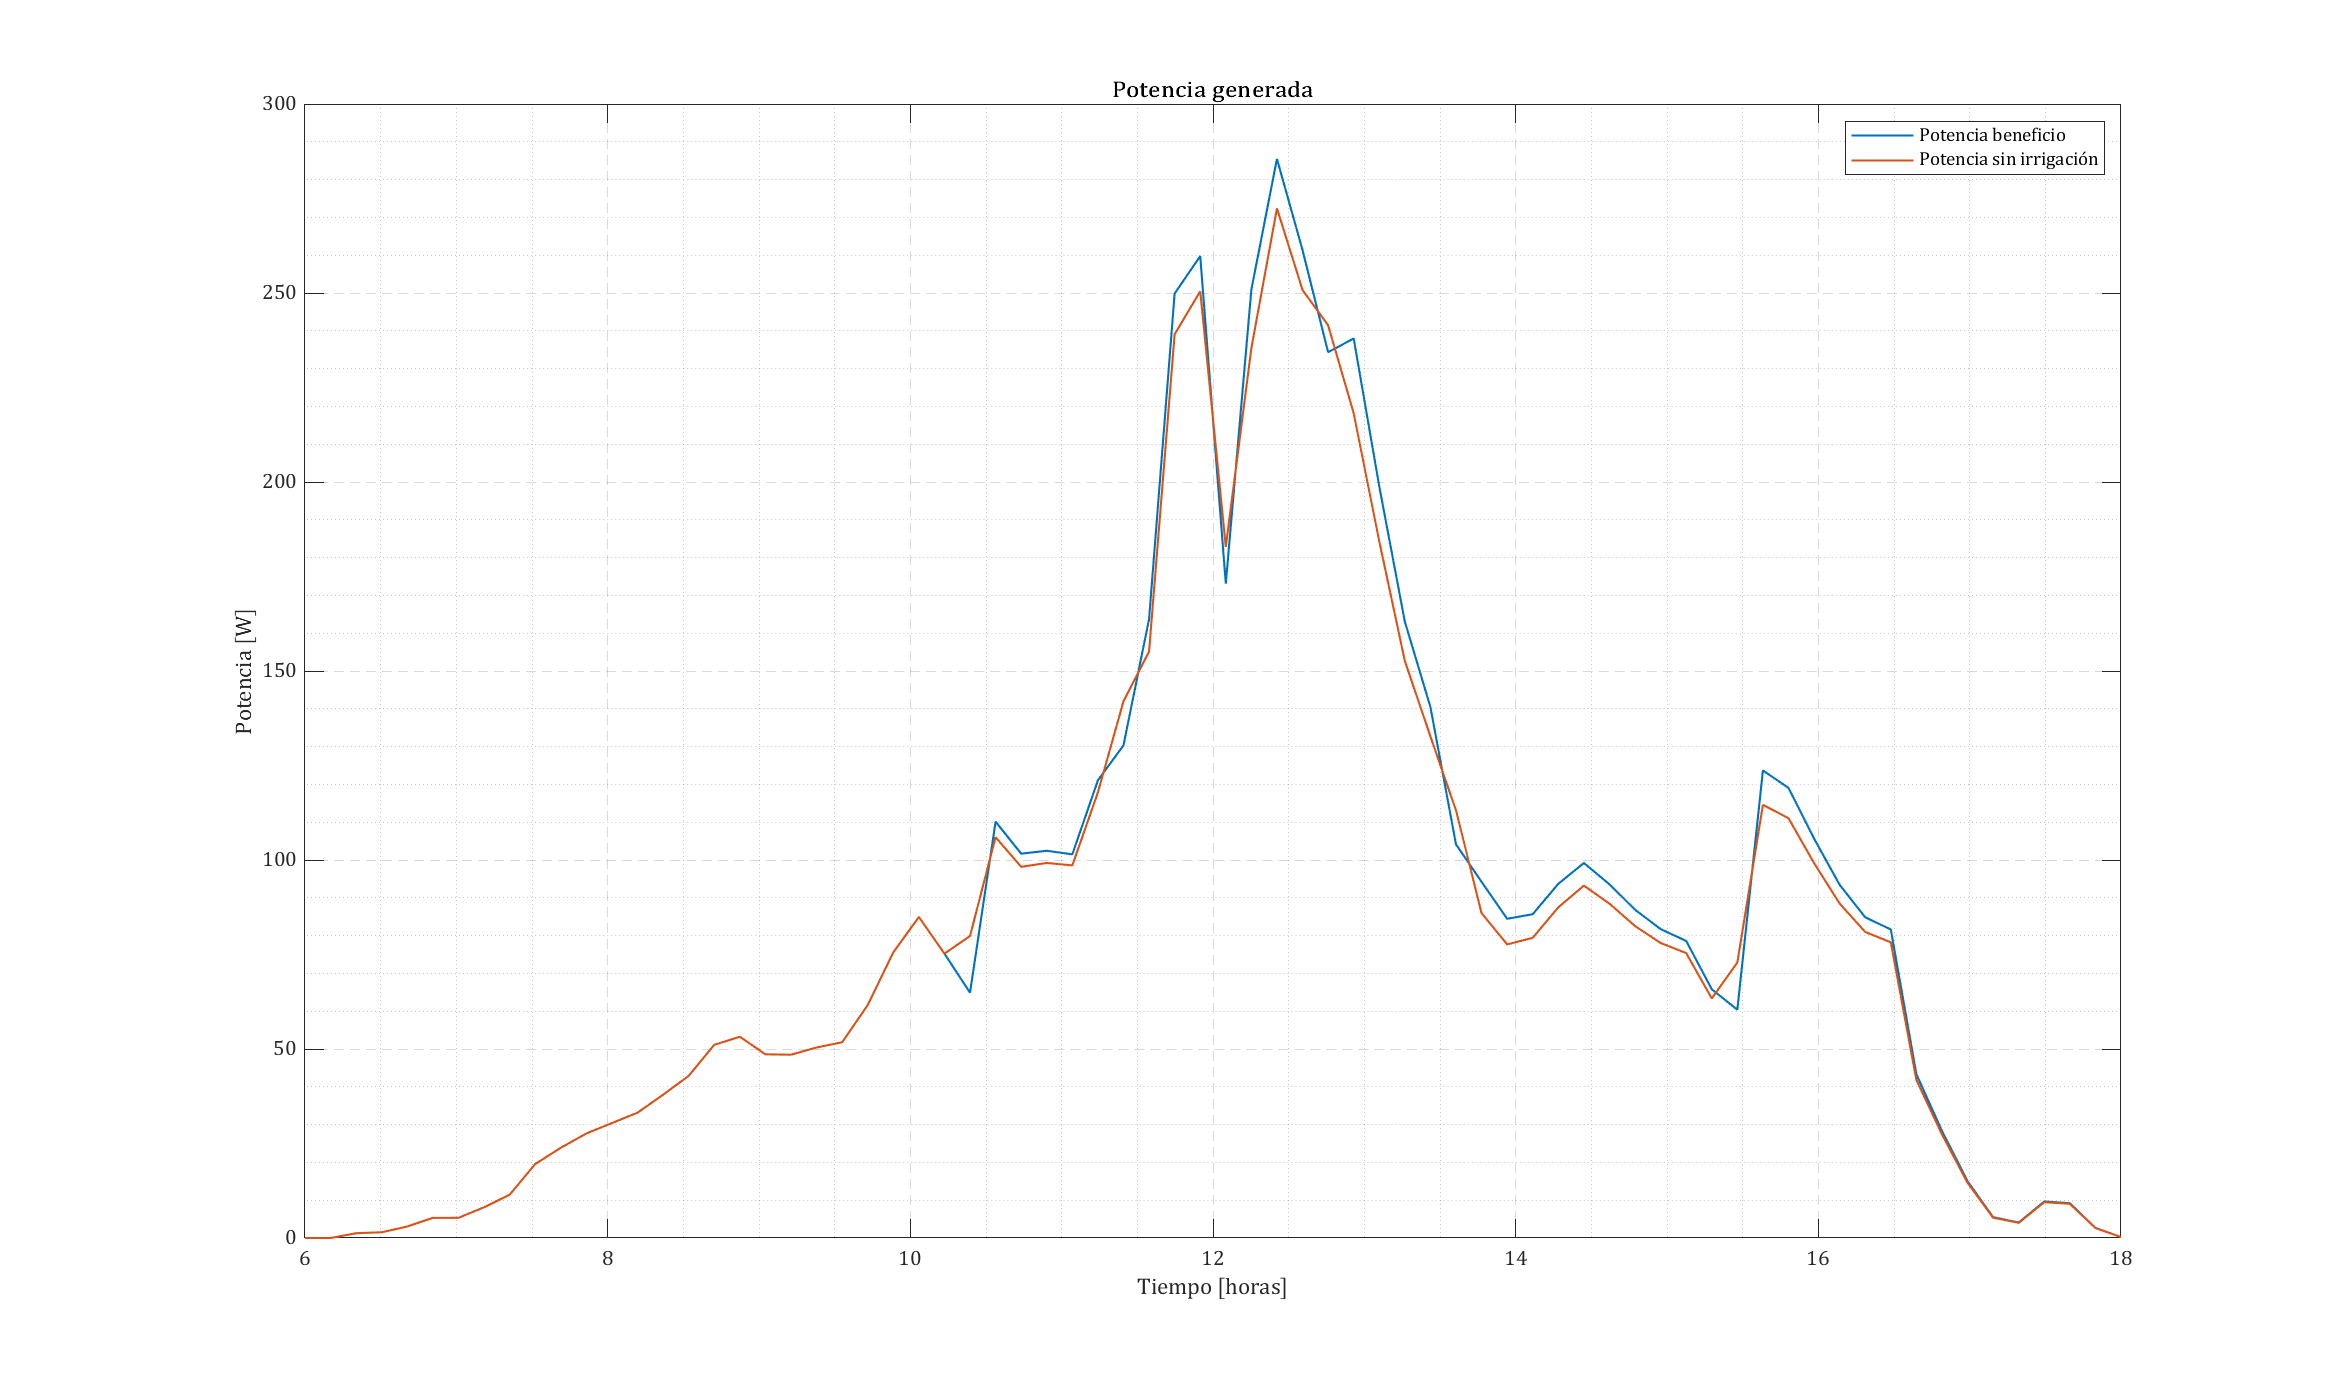 Potencia generada
300
250
200
150
100
50
0
Potencia [W]
Potencia beneficio
Potencia sin irrigación
6 8 10 12 14 16 18
Tiempo [horas]